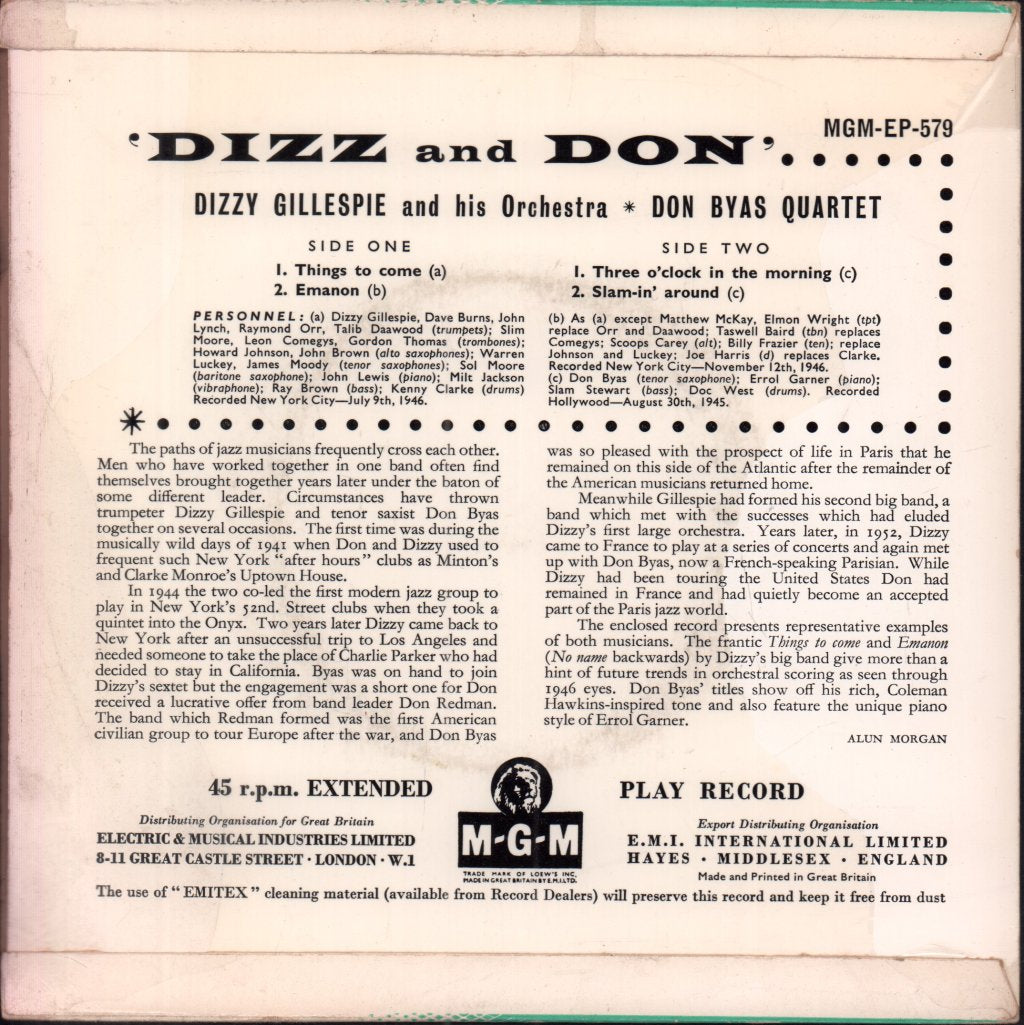 'DIZZ and DON'
MGM-EP-579
DIZZY GILLESPIE and his Orchestra * DON BYAS QUARTET
SIDE ONE
1. Things to come (a)
2. Emanon (b)
SIDE TWO
1. Three o'clock in the morning (c)
2. Slam-in' around (c)
PERSONNEL: (a) Dizzy Gillespie, Dave Burns, John
Lynch, Raymond Orr, Talib Daawood (trumpets); Slim
Moore, Leon Comegys, Gordon Thomas (trombones);
Howard Johnson, John Brown (alto saxophones); Warren
Luckey, James Moody (tenor saxophones); Sol Moore
(baritone saxophone); John Lewis (piano); Milt Jackson
(vibraphone); Ray Brown (bass); Kenny Clarke (drums)
Recorded New York City—July 9th, 1946.
(b) As (a) except Matthew McKay, Elmon Wright (tpt)
replace Orr and Daawood; Taswell Baird (tbn) replaces
Comegys; Scoops Carey (alt); Billy Frazier (ten); replace
Johnson and Luckey; Joe Harris (d) replaces Clarke.
Recorded New York City—November 12th, 1946.
(c) Don Byas (tenor saxophone); Errol Garner (piano);
Slam Stewart (bass); Doc West (drums). Recorded
Hollywood—August 30th, 1945.
The paths of jazz musicians frequently cross each other.
Men who have worked together in one band often find
themselves brought together years later under the baton of
some different leader. Circumstances have thrown
trumpeter Dizzy Gillespie and tenor saxist Don Byas
together on several occasions. The first time was during the
musically wild days of 1941 when Don and Dizzy used to
frequent such New York "after hours" clubs as Minton's
and Clarke Monroe's Uptown House.
In 1944 the two co-led the first modern jazz group to
play in New York's 52nd. Street clubs when they took a
quintet into the Onyx. Two years later Dizzy came back to
New York after an unsuccessful trip to Los Angeles and
needed someone to take the place of Charlie Parker who had
decided to stay in California. Byas was on hand to join
Dizzy's sextet but the engagement was a short one for Don
received a lucrative offer from band leader Don Redman.
The band which Redman formed was the first American
civilian group to tour Europe after the war, and Don Byas
was so pleased with the prospect of life in Paris that he
remained on this side of the Atlantic after the remainder of
the American musicians returned home.
Meanwhile Gillespie had formed his second big band, a
band which met with the successes which had eluded
Dizzy's first large orchestra. Years later, in 1952, Dizzy
came to France to play at a series of concerts and again met
up with Don Byas, now a French-speaking Parisian. While
Dizzy had been touring the United States Don had
remained in France and had quietly become an accepted
part of the Paris jazz world.
The enclosed record presents representative examples
of both musicians. The frantic Things to come and Emanon
(No name backwards) by Dizzy's big band give more than a
hint of future trends in orchestral scoring as seen through
1946 eyes. Don Byas' titles show off his rich, Coleman
Hawkins-inspired tone and also feature the unique piano
style of Errol Garner.
ALUN MORGAN
45 r.p.m. EXTENDED PLAY RECORD
Distributing Organisation for Great Britain
ELECTRIC & MUSICAL INDUSTRIES LIMITED
8-11 GREAT CASTLE STREET · LONDON · W.1
M-G-M
TRADE MARK OF LOEW'S INC.
MADE IN GREAT BRITAIN BY E.M.I.LTD.
Export Distributing Organisation
E.M.I. INTERNATIONAL LIMITED
HAYES · MIDDLESEX · ENGLAND
Made and Printed in Great Britain
The use of "EMITEX" cleaning material (available from Record Dealers) will preserve this record and keep it free from dust